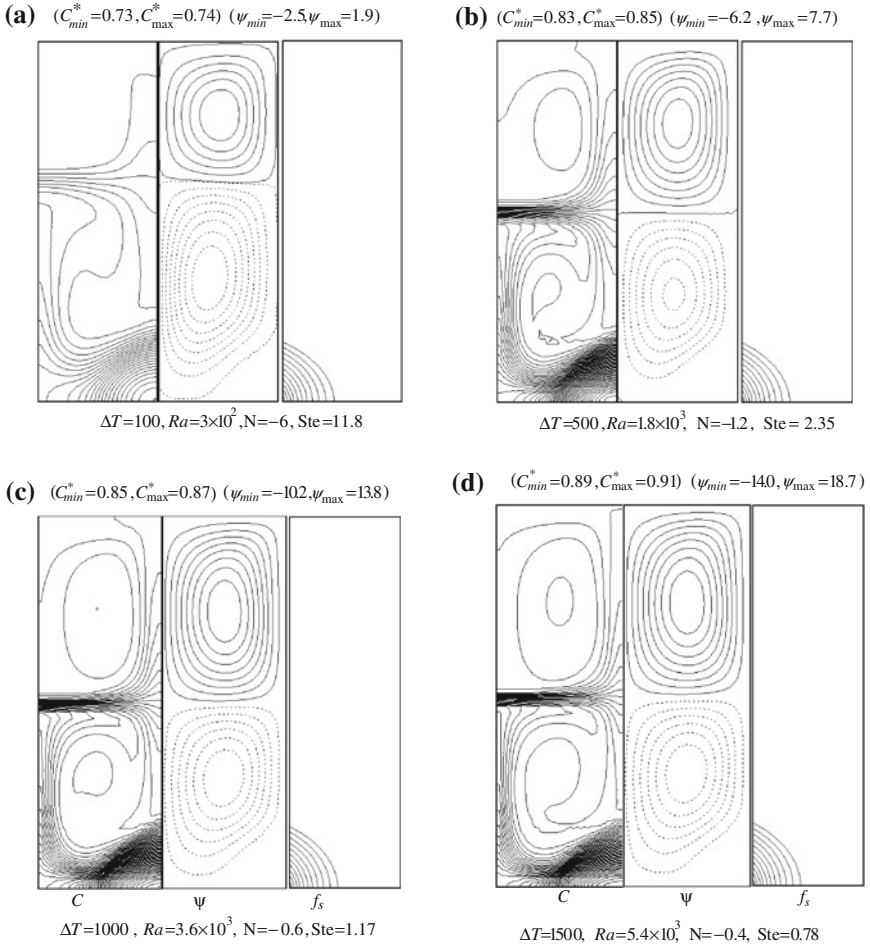 (a) (C*min=0.73, C*max=0.74) (ψmin=−2.5,ψmax=1.9)
ΔT=100, Ra=3×10², N=−6, Ste=11.8
(b) (C*min=0.83, C*max=0.85) (ψmin=−6.2 ,ψmax=7.7)
ΔT=500, Ra=1.8×10³, N=−1.2, Ste = 2.35
(c) (C*min=0.85, C*max=0.87) (ψmin=−10.2,ψmax=13.8)
C ψ fs
ΔT=1000 , Ra=3.6×10³, N=−0.6, Ste=1.17
(d) (C*min=0.89, C*max=0.91) (ψmin=−14.0, ψmax=18.7)
C ψ fs
ΔT=1500, Ra=5.4×10³, N=−0.4, Ste=0.78